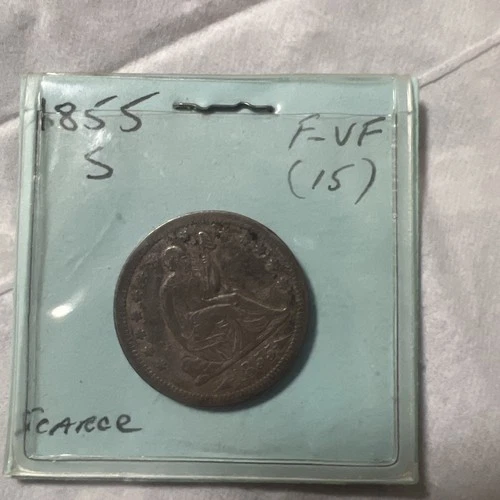 1855
S
F-VF
(15)
SCARCE